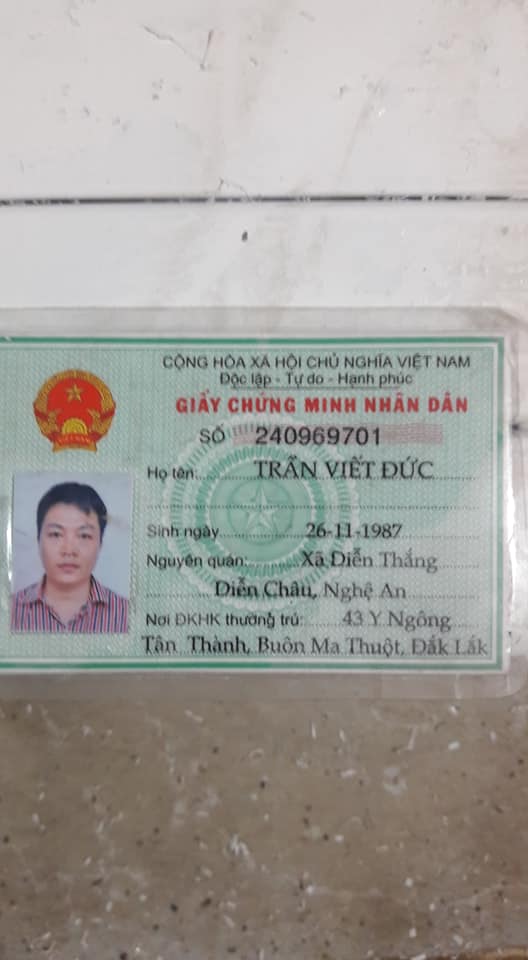 CỘNG HÒA XÃ HỘI CHỦ NGHĨA VIỆT NAM
Độc lập - Tự do - Hạnh phúc
GIẤY CHỨNG MINH NHÂN DÂN
SỐ 240969701
Họ tên: TRẦN VIẾT ĐỨC
Sinh ngày 26-11-1987
Nguyên quán: Xã Diễn Thắng
Diễn Châu, Nghệ An
Nơi ĐKHK thường trú: 43 Y Ngông
Tân Thành, Buôn Ma Thuột, Đắk Lắk